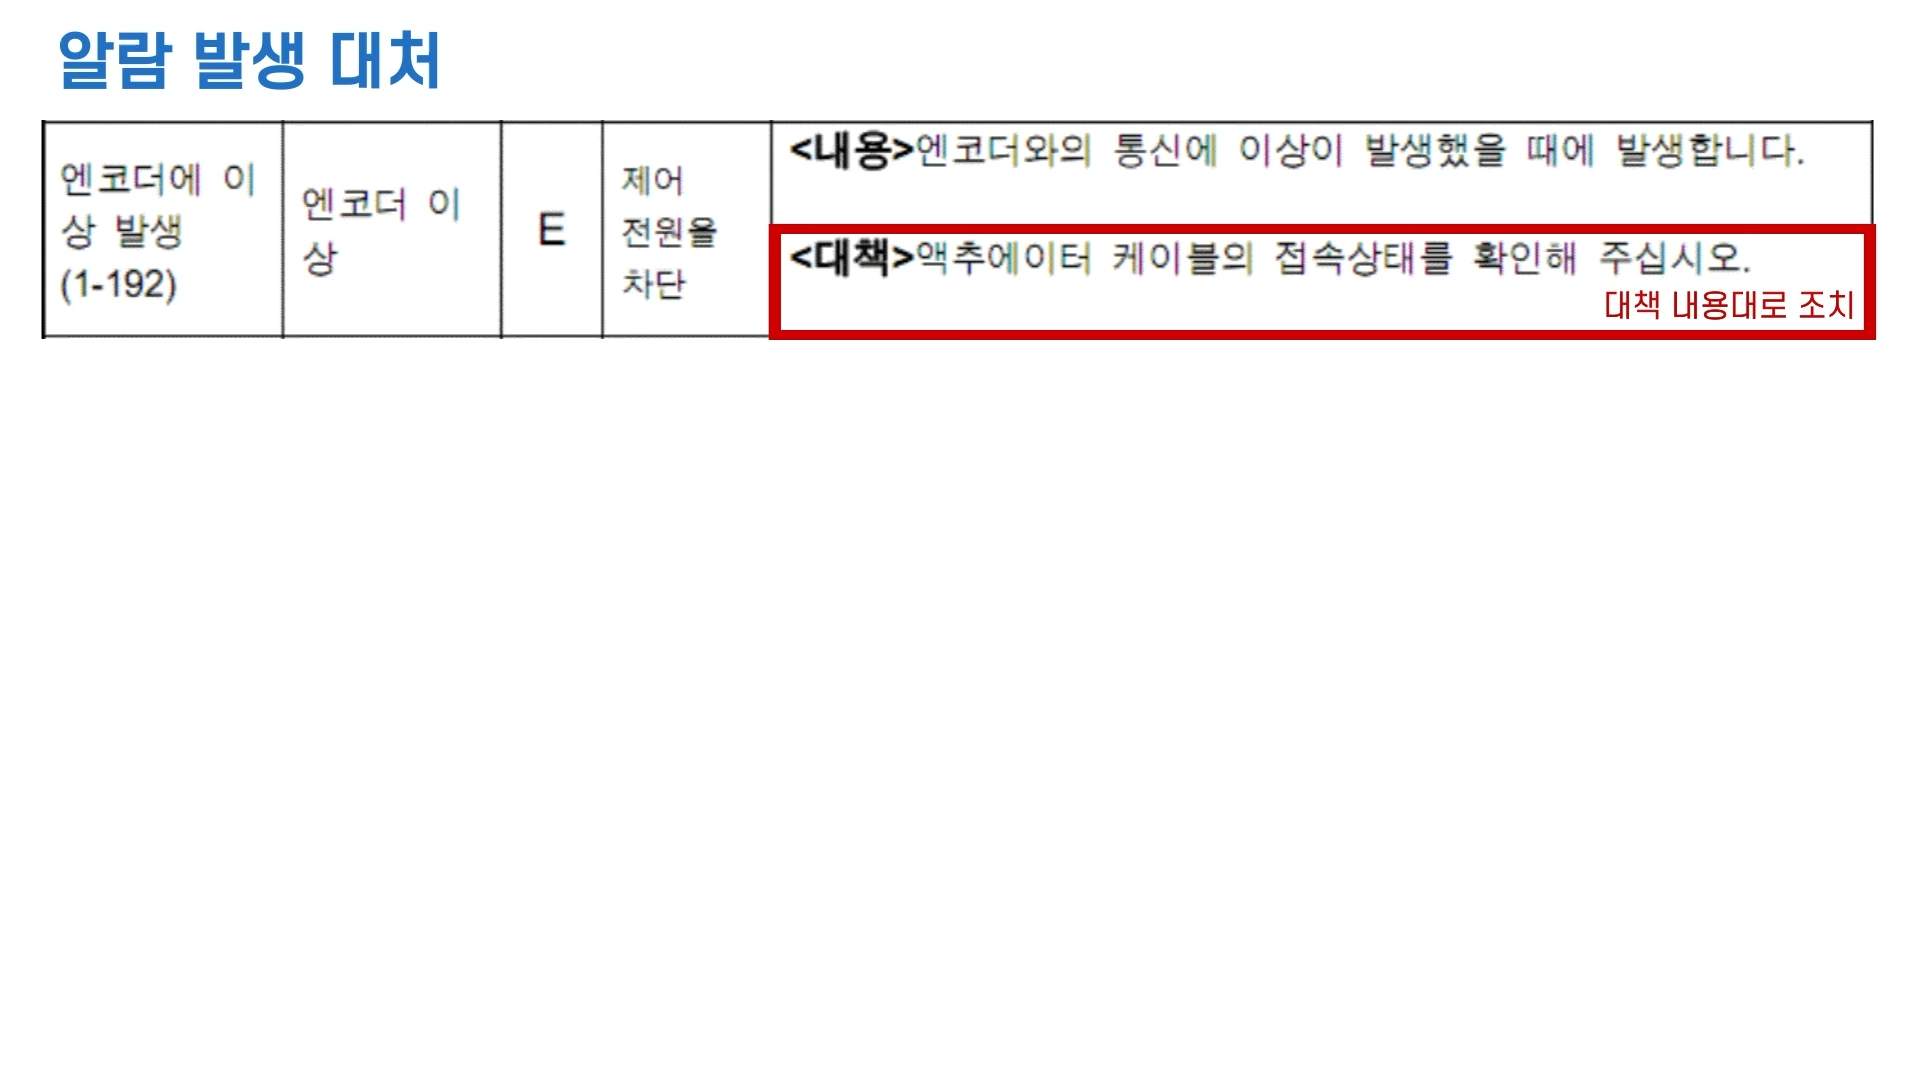 알람 발생 대처
엔코더에 이
상 발생
(1-192)
엔코더 이
상
E
제어
전원을
차단
<내용>엔코더와의 통신에 이상이 발생했을 때에 발생합니다.
<대책>액추에이터 케이블의 접속상태를 확인해 주십시오.
대책 내용대로 조치